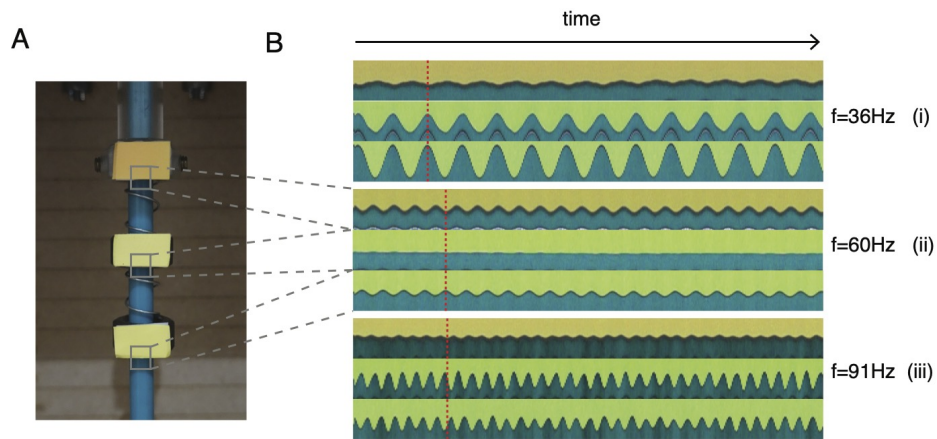 A
B
time
f=36Hz (i)
f=60Hz (ii)
f=91Hz (iii)